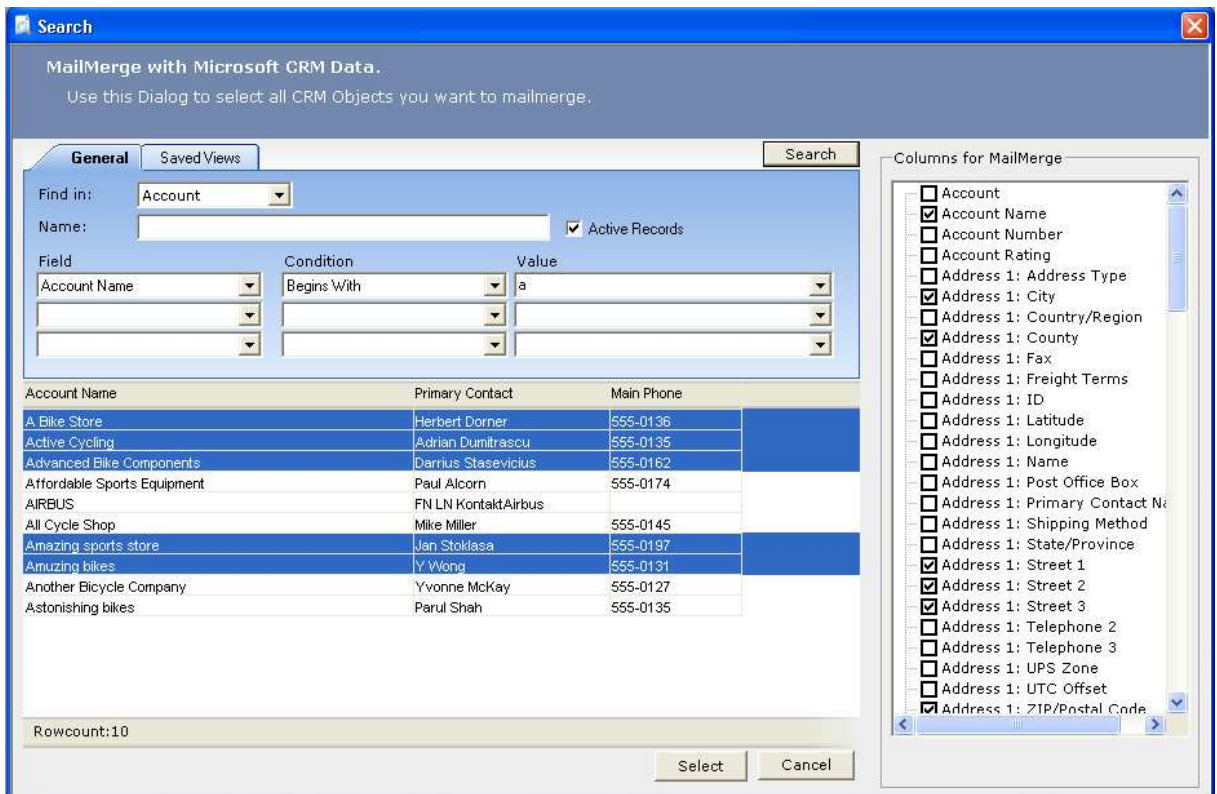 Search
MailMerge with Microsoft CRM Data.
Use this Dialog to select all CRM Objects you want to mailmerge.
General Saved Views Search
Find in: Account
Name: Active Records
Field Condition Value
Account Name Begins With a
Account Name Primary Contact Main Phone
A Bike Store Herbert Dorner 555-0136
Active Cycling Adrian Dumitrascu 555-0135
Advanced Bike Components Darrius Stasevicius 555-0162
Affordable Sports Equipment Paul Alcorn 555-0174
AIRBUS FN LN KontaktAirbus
All Cycle Shop Mike Miller 555-0145
Amazing sports store Jan Stoklasa 555-0197
Amuzing bikes Y Wong 555-0131
Another Bicycle Company Yvonne McKay 555-0127
Astonishing bikes Parul Shah 555-0135
Rowcount:10
Select Cancel
Columns for MailMerge
Account
Account Name
Account Number
Account Rating
Address 1: Address Type
Address 1: City
Address 1: Country/Region
Address 1: County
Address 1: Fax
Address 1: Freight Terms
Address 1: ID
Address 1: Latitude
Address 1: Longitude
Address 1: Name
Address 1: Post Office Box
Address 1: Primary Contact Na
Address 1: Shipping Method
Address 1: State/Province
Address 1: Street 1
Address 1: Street 2
Address 1: Street 3
Address 1: Telephone 2
Address 1: Telephone 3
Address 1: UPS Zone
Address 1: UTC Offset
Address 1: ZIP/Postal Code